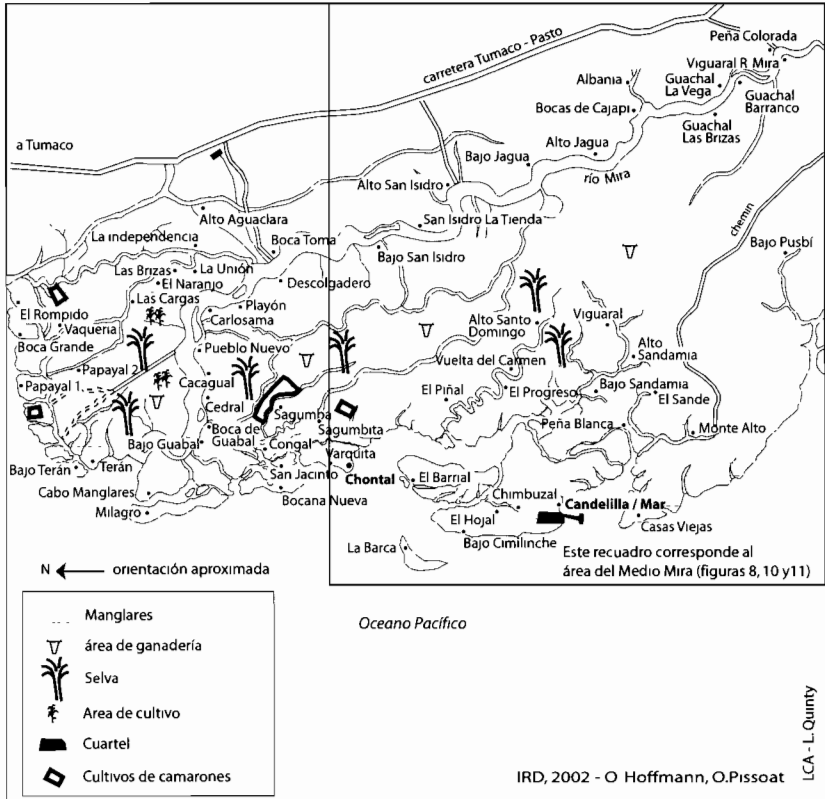 Peña Colorada
carretera Tumaco - Pasto
Viguaral R Mira
Albania
Guachal
La Vega
Bocas de Cajapi
Guachal
Barranco
Guachal
Las Brizas
a Tumaco
Alto Jagua
Bajo Jagua
río Mira
Alto San Isidro
chemin
Alto Aguaclara
San Isidro La Tienda
La independencia
Boca Toma
Bajo San Isidro
Bajo Pusbí
Las Brizas
La Unión
El Naranjo
Descolgadero
Las Cargas
El Rompido
Playón
Carlosama
Vaqueria
Alto Santo
Domingo
Viguaral
Boca Grande
Pueblo Nuevo
Alto
Sandamia
Papayal 2
Vuelta del Carmen
Papayal 1
Cacagual
El Piñal
El Progreso
Bajo Sandamia
El Sande
Cedral
Sagumba
Boca de
Guabal
Sagumbita
Peña Blanca
Monte Alto
Bajo Guabal
Congal
Varquita
Bajo Terán
Terán
San Jacinto
Chontal
El Barrial
Cabo Manglares
Bocana Nueva
Chimbuzal
Candelilla / Mar
Milagro
El Hojal
Casas Viejas
Bajo Cimilinche
La Barca
Este recuadro corresponde al
área del Medio Mira (figuras 8, 10 y11)
N orientación aproximada
Manglares
área de ganadería
Selva
Area de cultivo
Cuartel
Cultivos de camarones
Oceano Pacífico
IRD, 2002 - O Hoffmann, O.Pissoat
LCA - L. Quinty